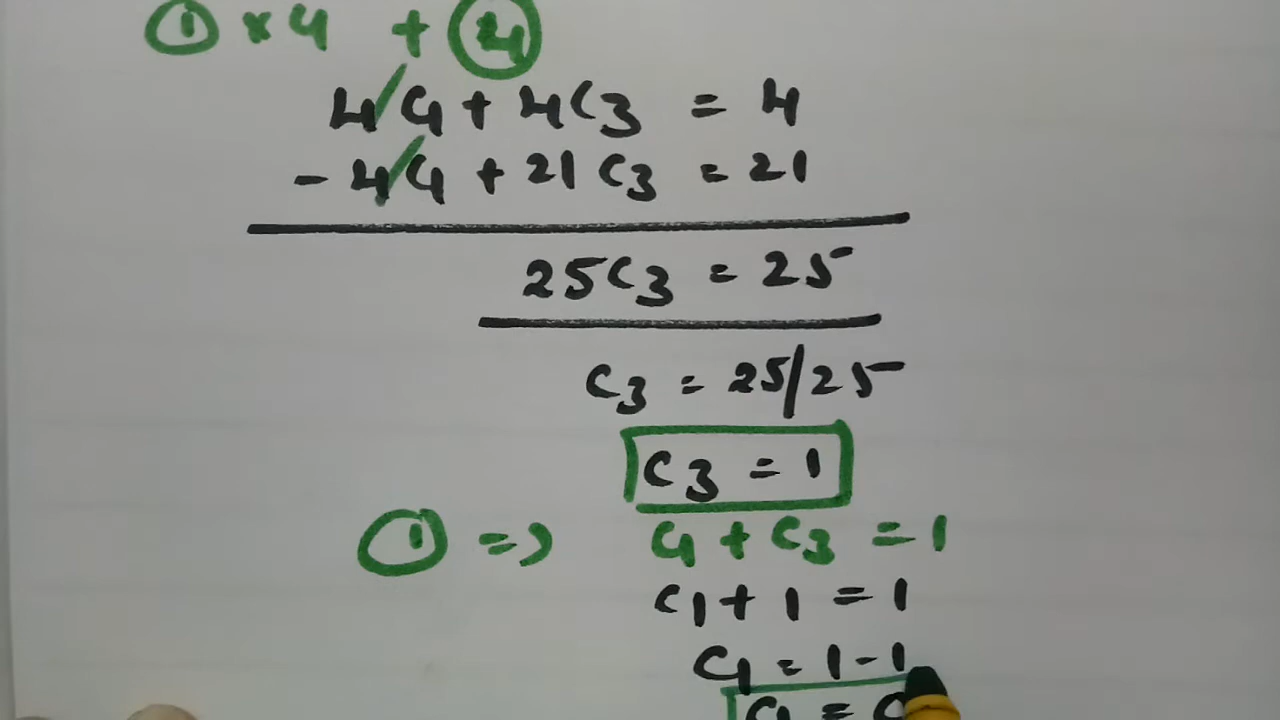 ① × 4 + ④
4C1 + 4C3 = 4
- 4C1 + 21C3 = 21
25C3 = 25
C3 = 25/25
C3 = 1
① => C1 + C3 = 1
C1 + 1 = 1
C1 = 1 - 1
C1 =